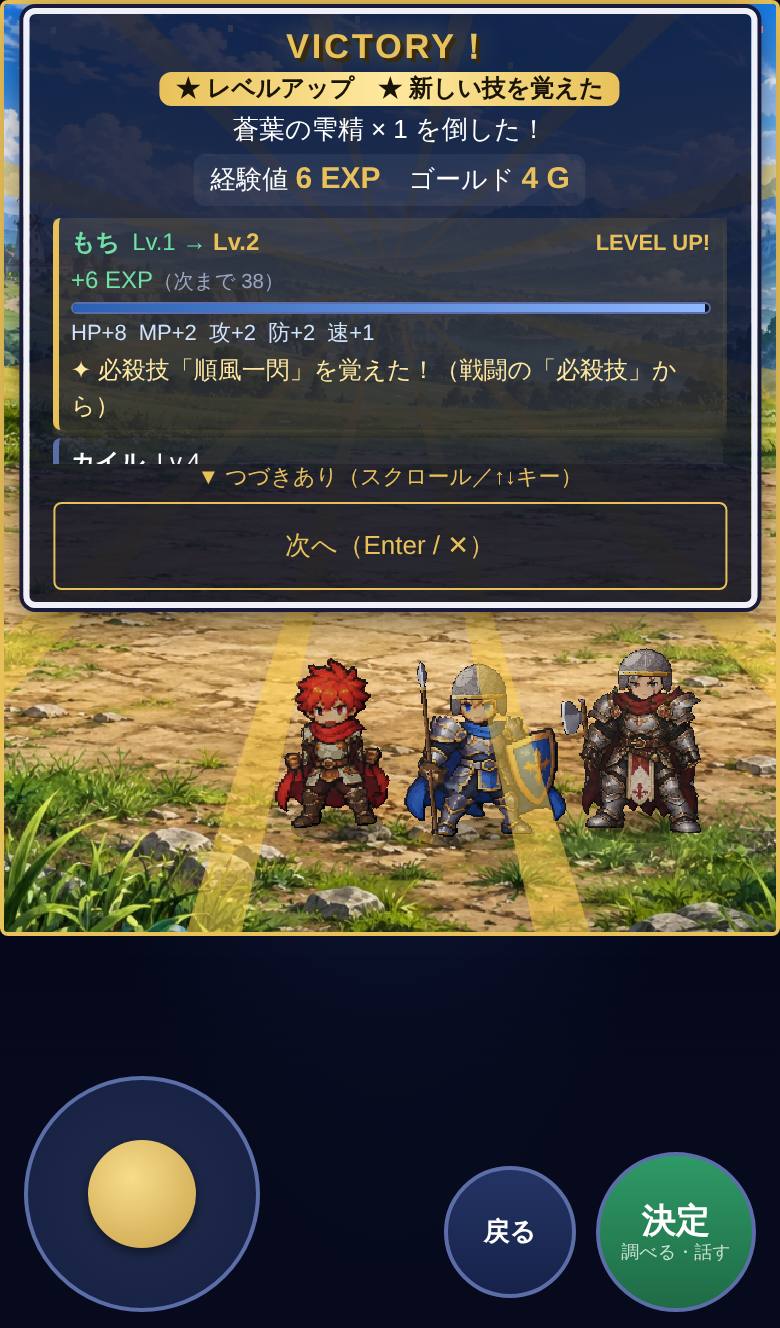 VICTORY！
★ レベルアップ　★ 新しい技を覚えた
蒼葉の雫精 × 1 を倒した！
経験値 6 EXP　ゴールド 4 G
もち Lv.1 → Lv.2　LEVEL UP!
+6 EXP（次まで 38）
HP+8 MP+2 攻+2 防+2 速+1
✦ 必殺技「順風一閃」を覚えた！（戦闘の「必殺技」か
ら）
カイル Lv.4
▼ つづきあり（スクロール／↑↓キー）
次へ（Enter / ✕）
戻る
決定
調べる・話す